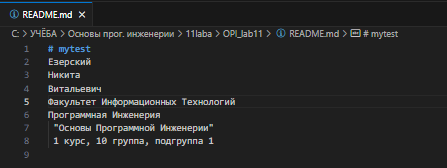 README.md ×
C: > УЧЁБА > Основы прог. инженерии > 11laba > OPI_lab11 > README.md > # mytest
1 # mytest
2 Езерский
3 Никита
4 Витальевич
5 Факультет Информационных Технологий
6 Программная Инженерия
7 "Основы Программной Инженерии"
8 1 курс, 10 группа, подгруппа 1
9